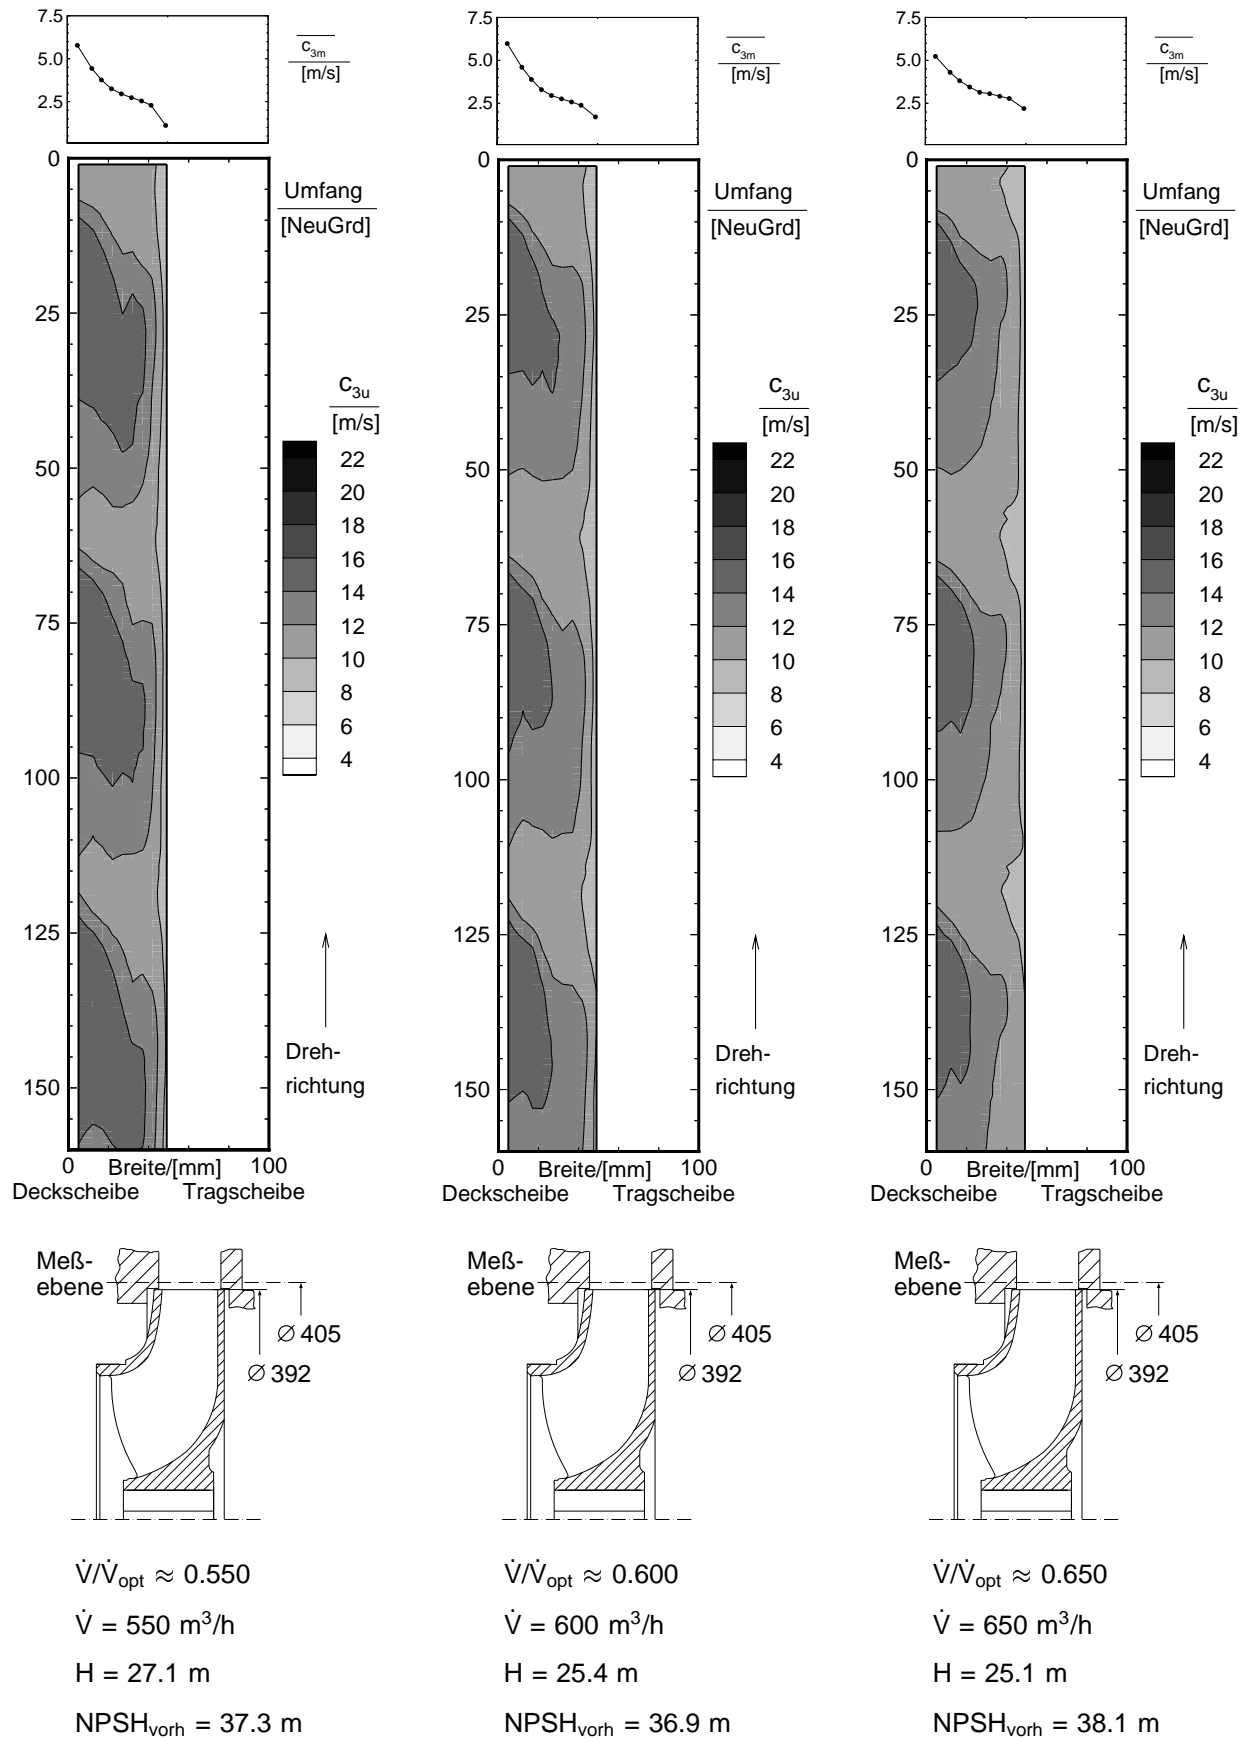 7.5
5.0
2.5
c3m
[m/s]
0
25
50
75
100
125
150
Umfang
[NeuGrd]
c3u
[m/s]
22
20
18
16
14
12
10
8
6
4
Dreh-
richtung
0 Breite/[mm] 100
Deckscheibe Tragscheibe
Meß-
ebene
∅ 405
∅ 392
V̇/V̇opt ≈ 0.550
V̇ = 550 m³/h
H = 27.1 m
NPSHvorh = 37.3 m
7.5
5.0
2.5
c3m
[m/s]
0
25
50
75
100
125
150
Umfang
[NeuGrd]
c3u
[m/s]
22
20
18
16
14
12
10
8
6
4
Dreh-
richtung
0 Breite/[mm] 100
Deckscheibe Tragscheibe
Meß-
ebene
∅ 405
∅ 392
V̇/V̇opt ≈ 0.600
V̇ = 600 m³/h
H = 25.4 m
NPSHvorh = 36.9 m
7.5
5.0
2.5
c3m
[m/s]
0
25
50
75
100
125
150
Umfang
[NeuGrd]
c3u
[m/s]
22
20
18
16
14
12
10
8
6
4
Dreh-
richtung
0 Breite/[mm] 100
Deckscheibe Tragscheibe
Meß-
ebene
∅ 405
∅ 392
V̇/V̇opt ≈ 0.650
V̇ = 650 m³/h
H = 25.1 m
NPSHvorh = 38.1 m